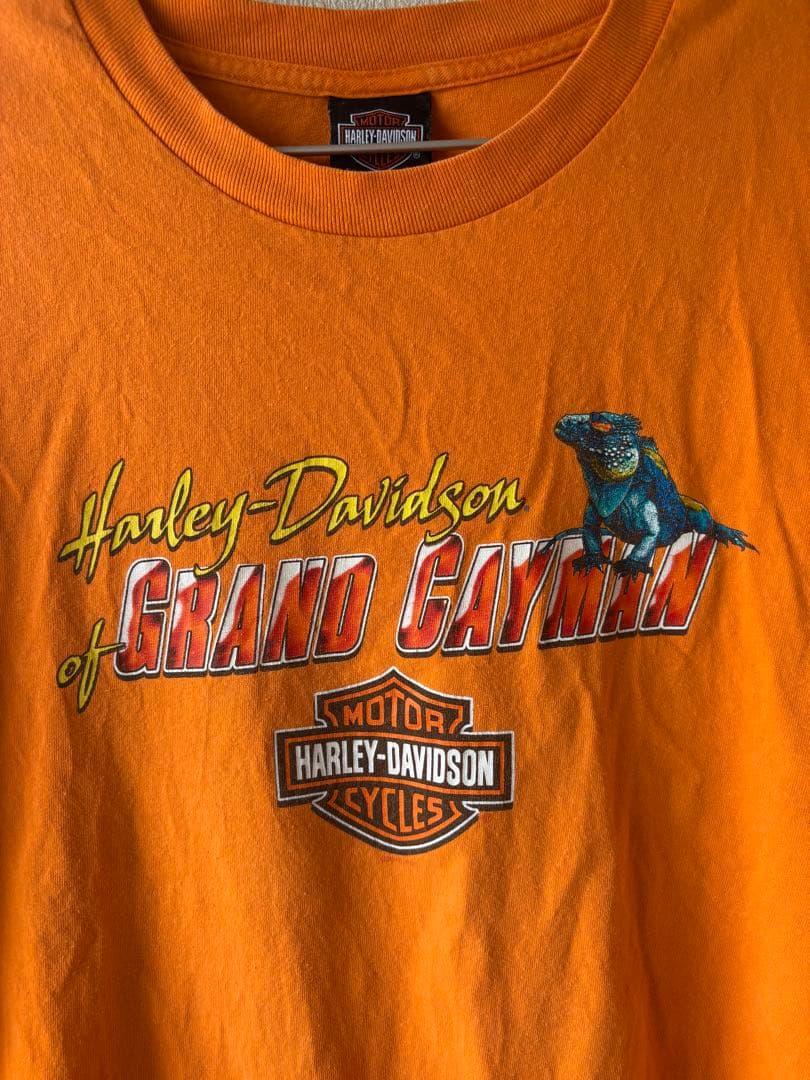 MOTOR
HARLEY-DAVIDSON
CYCLES
®
Harley-Davidson
of GRAND CAYMAN
MOTOR
HARLEY-DAVIDSON
CYCLES